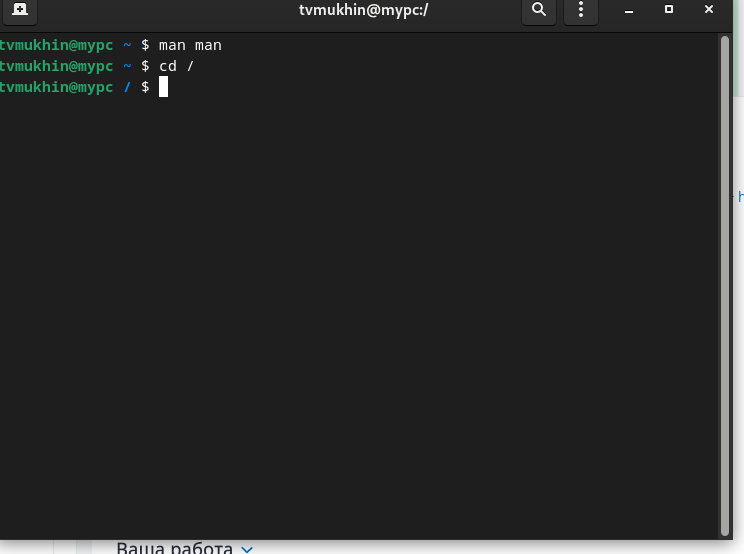 tvmukhin@mypc:/
tvmukhin@mypc ~ $ man man
tvmukhin@mypc ~ $ cd /
tvmukhin@mypc / $
h
Ваша работа